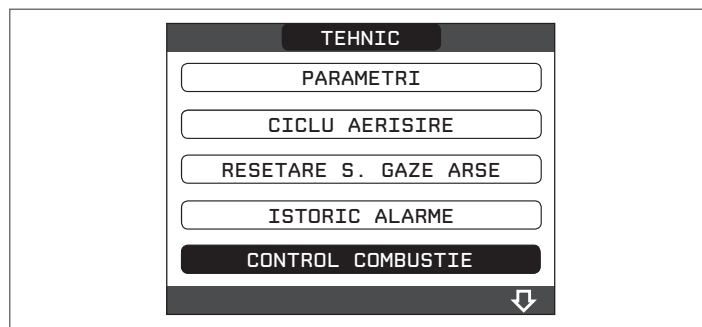 TEHNIC
PARAMETRI
CICLU AERISIRE
RESETARE S. GAZE ARSE
ISTORIC ALARME
CONTROL COMBUSTIE